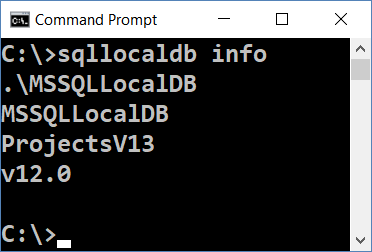 Command Prompt
C:\>sqllocaldb info
.\MSSQLLocalDB
MSSQLLocalDB
ProjectsV13
v12.0
C:\>